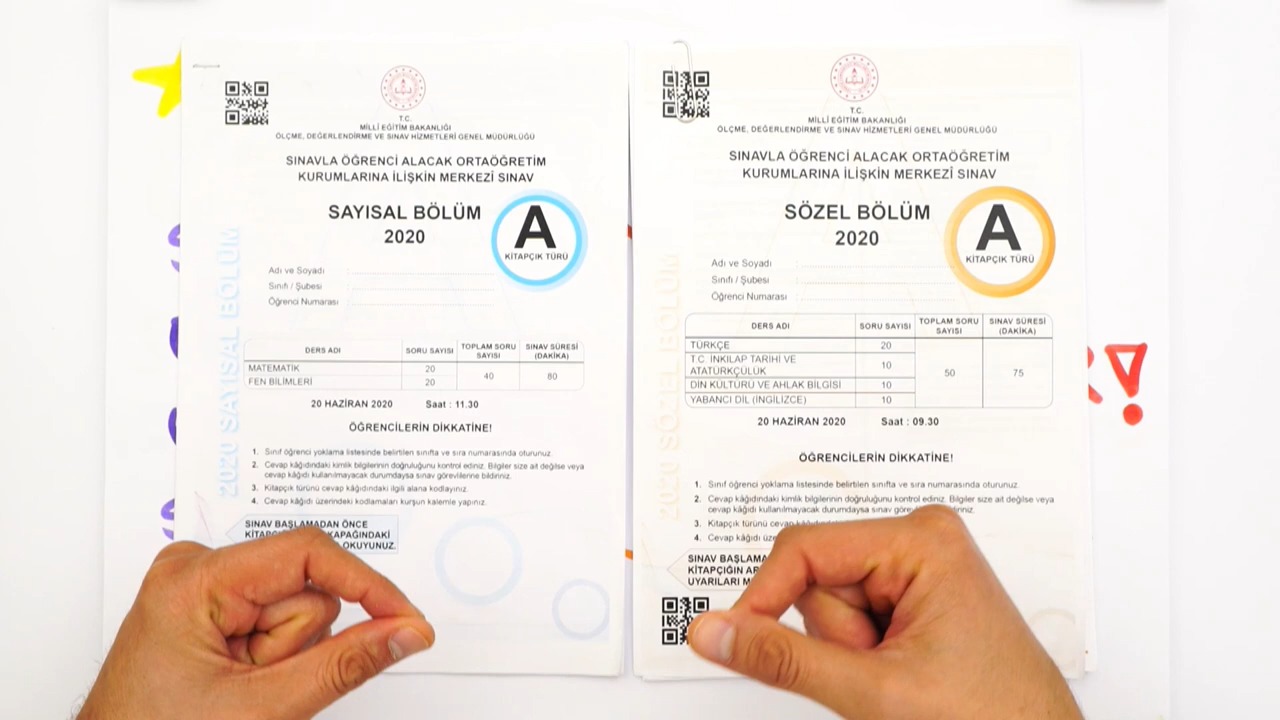 T.C.
MİLLİ EĞİTİM BAKANLIĞI
ÖLÇME, DEĞERLENDİRME VE SINAV HİZMETLERİ GENEL MÜDÜRLÜĞÜ
SINAVLA ÖĞRENCİ ALACAK ORTAÖĞRETİM
KURUMLARINA İLİŞKİN MERKEZÎ SINAV
SAYISAL BÖLÜM
2020
A
KİTAPÇIK TÜRÜ
Adı ve Soyadı :
Sınıfı / Şubesi :
Öğrenci Numarası :
DERS ADI SORU SAYISI TOPLAM SORU SAYISI SINAV SÜRESİ (DAKİKA)
MATEMATİK 20 40 80
FEN BİLİMLERİ 20
20 HAZİRAN 2020 Saat : 11.30
ÖĞRENCİLERİN DİKKATİNE!
1. Sınıf öğrenci yoklama listesinde belirtilen sınıfta ve sıra numarasında oturunuz.
2. Cevap kâğıdındaki kimlik bilgilerinin doğruluğunu kontrol ediniz. Bilgiler size ait değilse veya
cevap kâğıdı kullanılmayacak durumdaysa sınav görevlilerine bildiriniz.
3. Kitapçık türünü cevap kâğıdındaki ilgili alana kodlayınız.
4. Cevap kâğıdı üzerindeki kodlamaları kurşun kalemle yapınız.
SINAV BAŞLAMADAN ÖNCE
KİTAPÇ KAPAĞINDAKİ
OKUYUNUZ.
2020 SAYISAL BÖLÜM
T.C.
MİLLİ EĞİTİM BAKANLIĞI
ÖLÇME, DEĞERLENDİRME VE SINAV HİZMETLERİ GENEL MÜDÜRLÜĞÜ
SINAVLA ÖĞRENCİ ALACAK ORTAÖĞRETİM
KURUMLARINA İLİŞKİN MERKEZÎ SINAV
SÖZEL BÖLÜM
2020
A
KİTAPÇIK TÜRÜ
Adı ve Soyadı :
Sınıfı / Şubesi :
Öğrenci Numarası :
DERS ADI SORU SAYISI TOPLAM SORU SAYISI SINAV SÜRESİ (DAKİKA)
TÜRKÇE 20 50 75
T.C. İNKILAP TARİHİ VE
ATATÜRKÇÜLÜK 10
DİN KÜLTÜRÜ VE AHLAK BİLGİSİ 10
YABANCI DİL (İNGİLİZCE) 10
20 HAZİRAN 2020 Saat : 09.30
ÖĞRENCİLERİN DİKKATİNE!
1. Sınıf öğrenci yoklama listesinde belirtilen sınıfta ve sıra numarasında oturunuz.
2. Cevap kâğıdındaki kimlik bilgilerinin doğruluğunu kontrol ediniz. Bilgiler size ait değilse veya
cevap kâğıdı kullanılmayacak durumdaysa sınav
3. Kitapçık türünü
4. Cevap kâğıdı
SINAV BAŞLAMA
KİTAPÇIĞIN
UYARILARI
2020 SÖZEL BÖLÜM